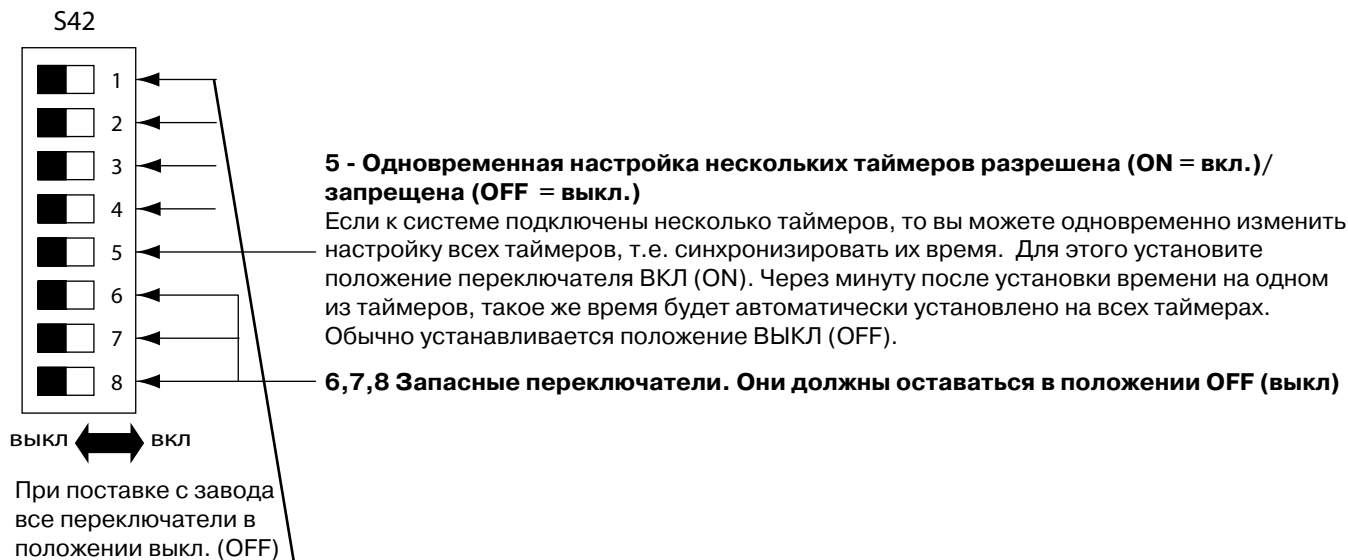 S42
1
2
3
4
5
6
7
8
выкл вкл
При поставке с завода
все переключатели в
положении выкл. (OFF)
5 - Одновременная настройка нескольких таймеров разрешена (ON = вкл.)/
запрещена (OFF = выкл.)
Если к системе подключены несколько таймеров, то вы можете одновременно изменить
настройку всех таймеров, т.е. синхронизировать их время. Для этого установите
положение переключателя ВКЛ (ON). Через минуту после установки времени на одном
из таймеров, такое же время будет автоматически установлено на всех таймерах.
Обычно устанавливается положение ВЫКЛ (OFF).
6,7,8 Запасные переключатели. Они должны оставаться в положении OFF (выкл)